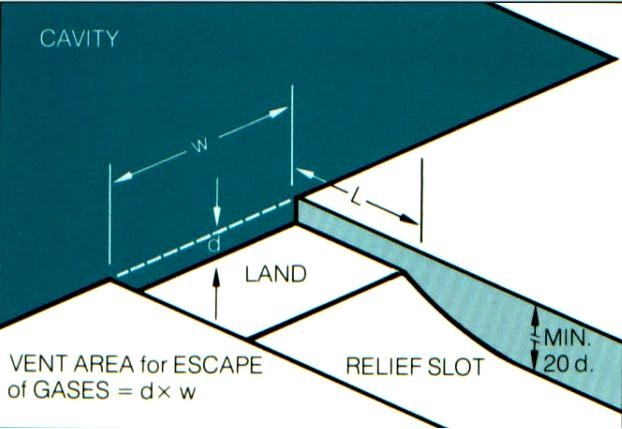 CAVITY
W
L
d
LAND
MIN.
20 d.
VENT AREA for ESCAPE
of GASES = d× w
RELIEF SLOT